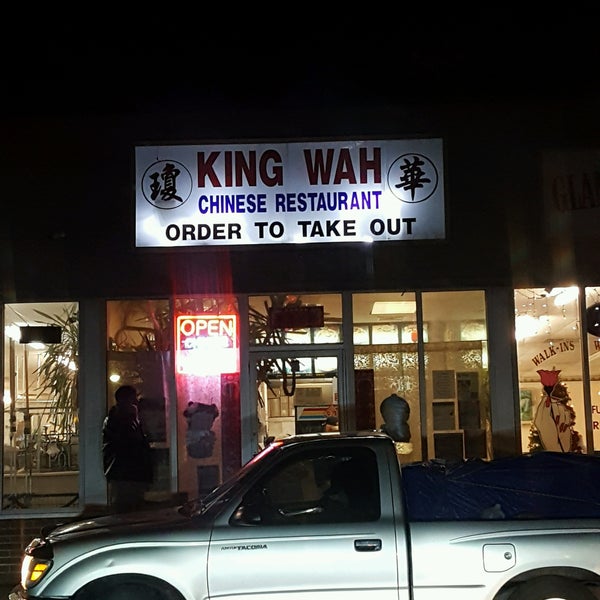 瓊 KING WAH 華
CHINESE RESTAURANT
ORDER TO TAKE OUT
OPEN
WALK-INS
TACOMA